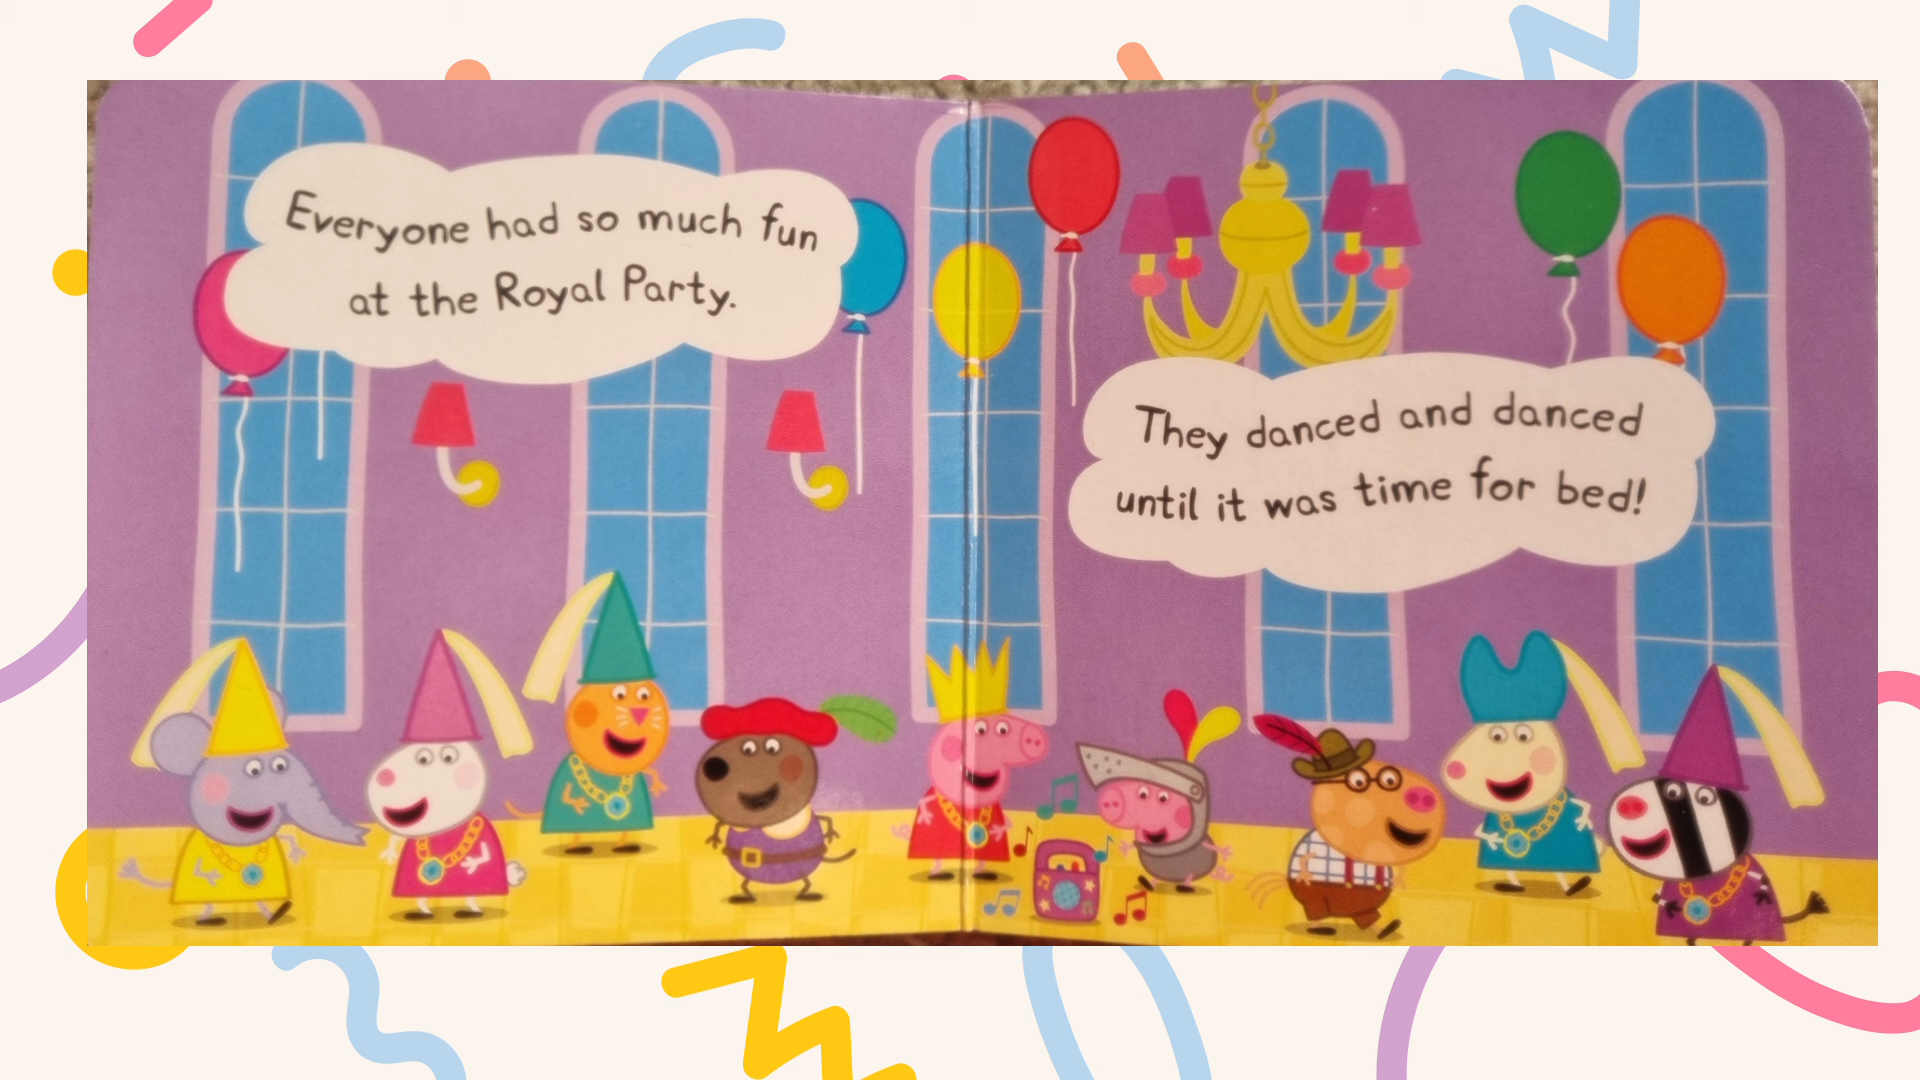 Everyone had so much fun
at the Royal Party.
They danced and danced
until it was time for bed!